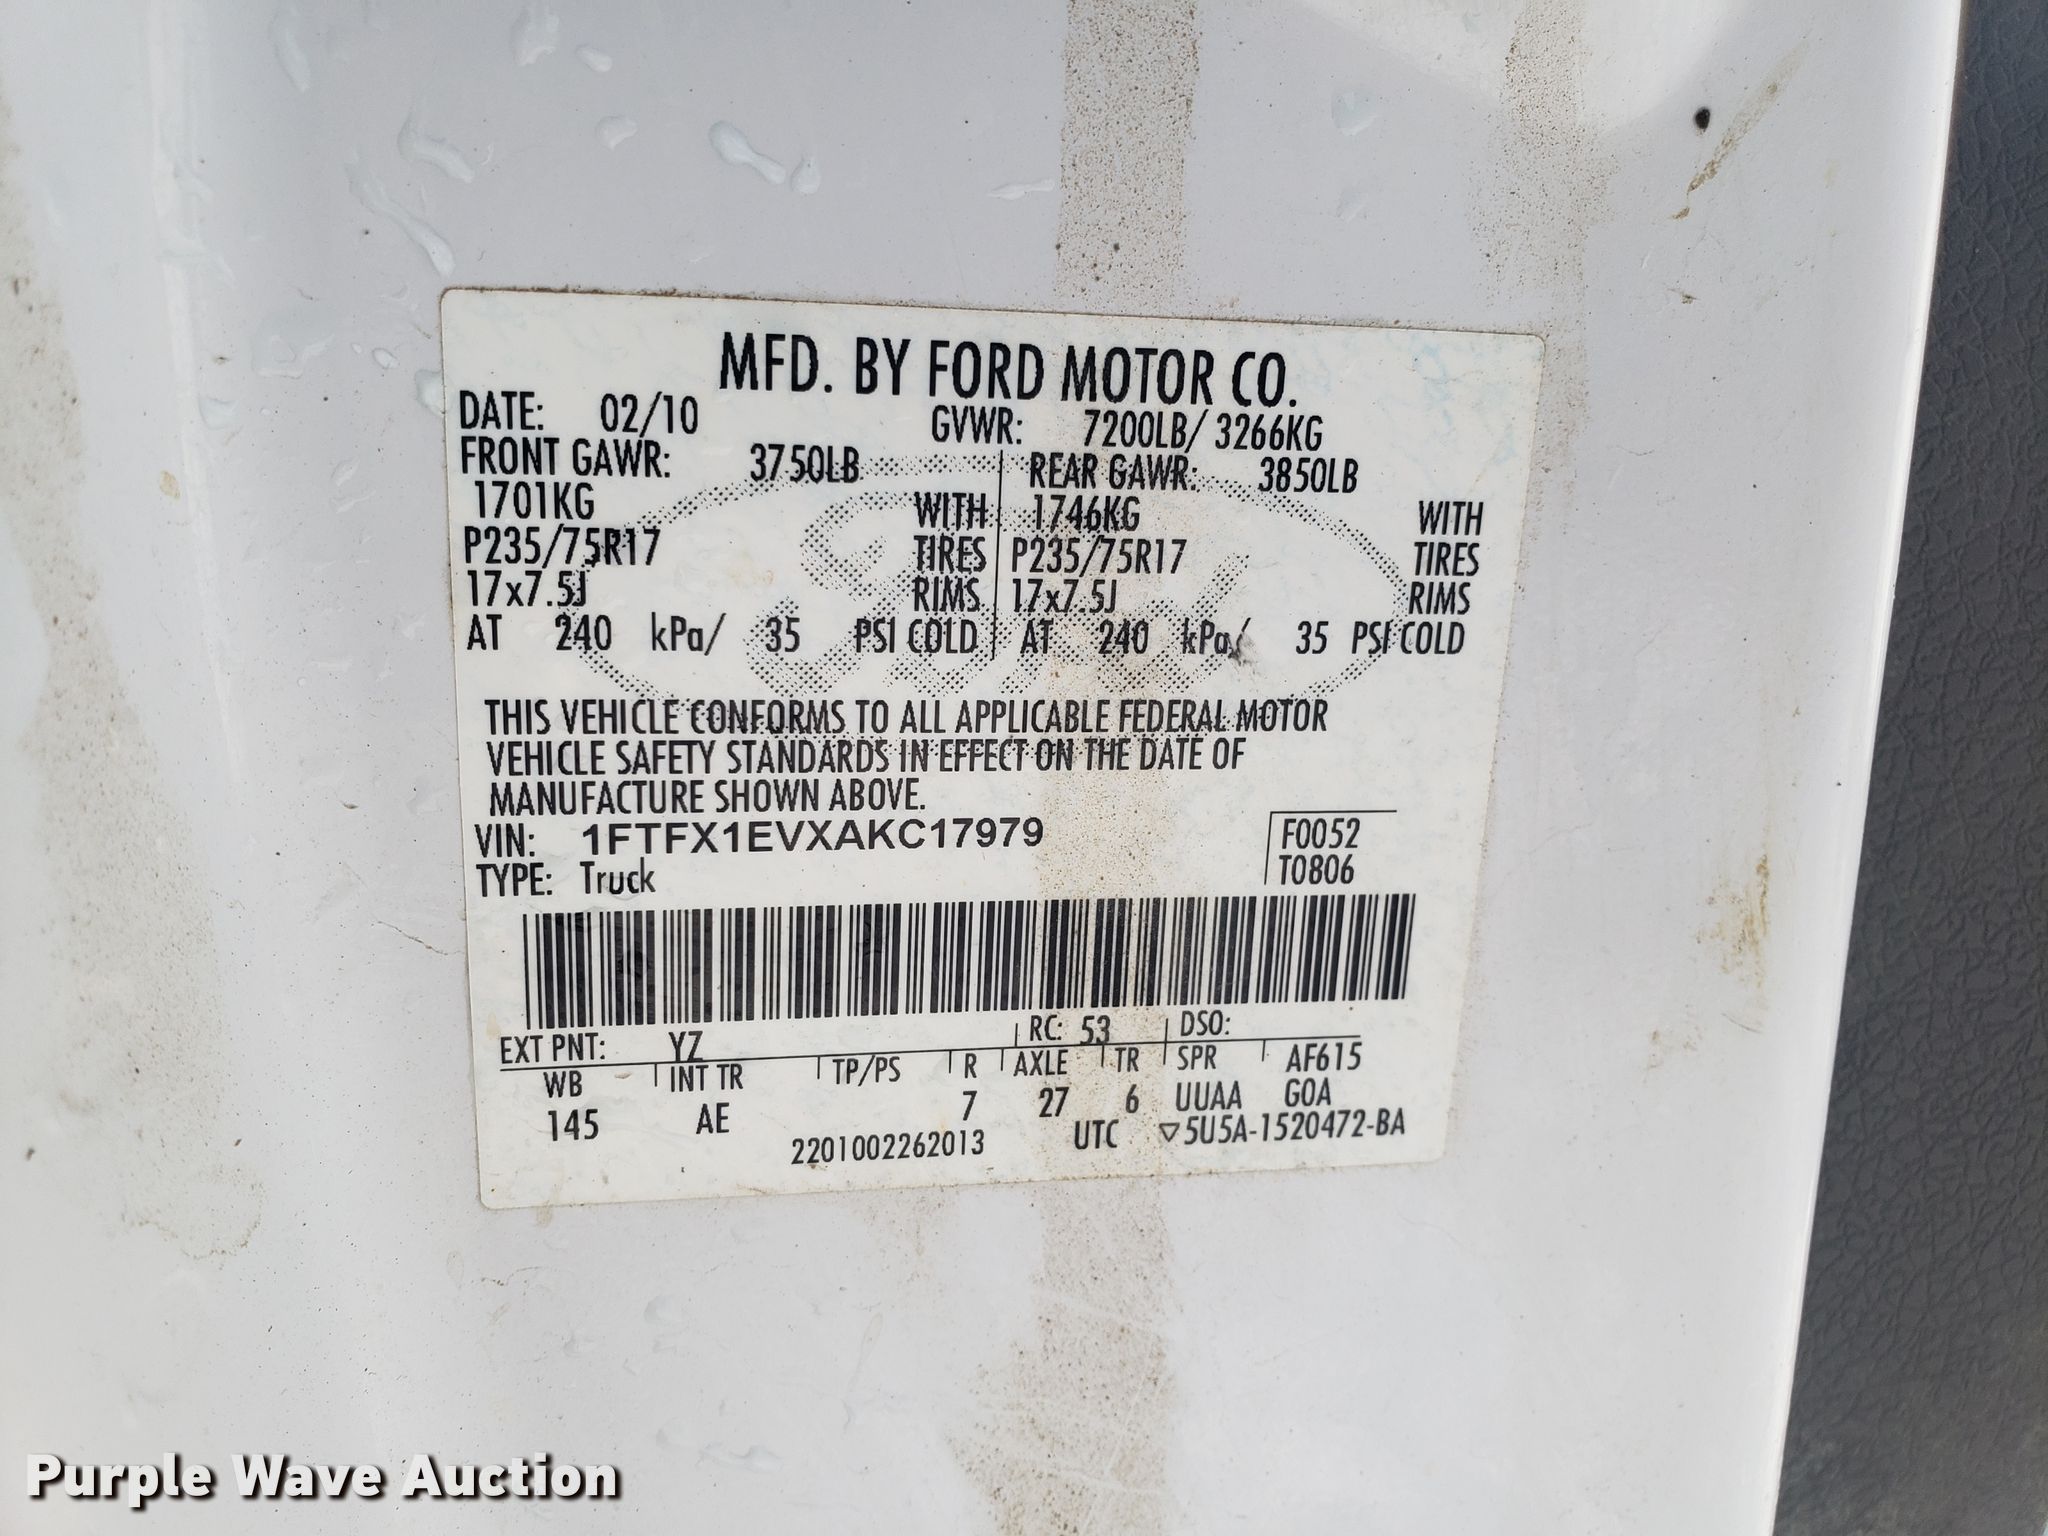 MFD. BY FORD MOTOR CO.
DATE: 02/10 GVWR: 7200LB/ 3266KG
FRONT GAWR: 3750LB REAR GAWR: 3850LB
1701KG WITH 1746KG WITH
P235/75R17 TIRES P235/75R17 TIRES
17x7.5J RIMS 17x7.5J RIMS
AT 240 kPa/ 35 PSI COLD AT 240 kPa/ 35 PSI COLD
THIS VEHICLE CONFORMS TO ALL APPLICABLE FEDERAL MOTOR
VEHICLE SAFETY STANDARDS IN EFFECT ON THE DATE OF
MANUFACTURE SHOWN ABOVE.
VIN: 1FTFX1EVXAKC17979 F0052
TYPE: Truck T0806
EXT PNT: YZ RC: 53 DSO:
WB INT TR TP/PS R AXLE TR SPR AF615
145 AE 7 27 6 UUAA GOA
2201002262013 UTC ▽5U5A-1520472-BA
Purple Wave Auction